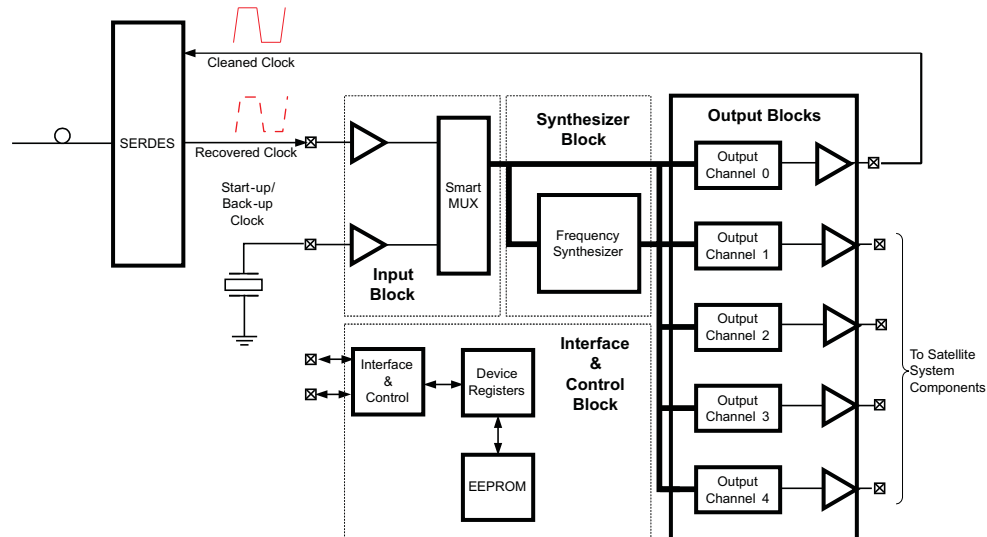 Cleaned Clock
SERDES
Recovered Clock
Start-up/
Back-up
Clock
Smart
MUX
Input
Block
Synthesizer
Block
Frequency
Synthesizer
Output Blocks
Output
Channel 0
Output
Channel 1
Output
Channel 2
Output
Channel 3
Output
Channel 4
To Satellite
System
Components
Interface
&
Control
Block
Interface
&
Control
Device
Registers
EEPROM